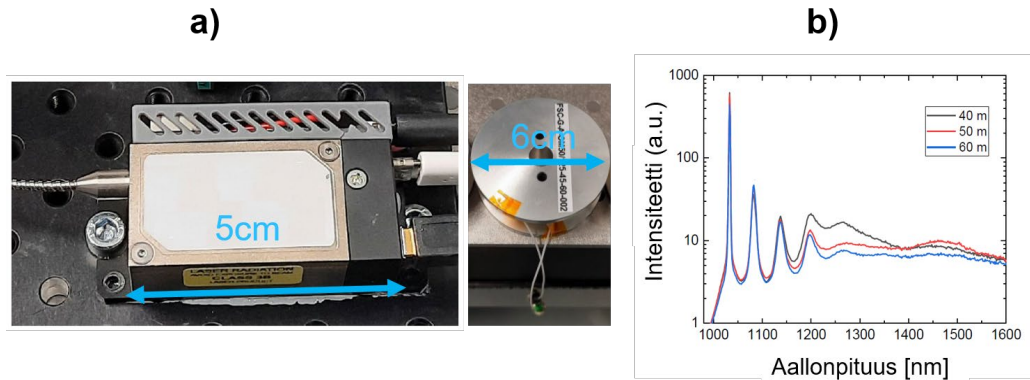 a)
b)
5cm
LASER RADIATION
CLASS 3B
6cm
Intensiteetti (a.u.)
1000
100
10
1
40 m
50 m
60 m
1000
1100
1200
1300
1400
1500
1600
Aallonpituus [nm]